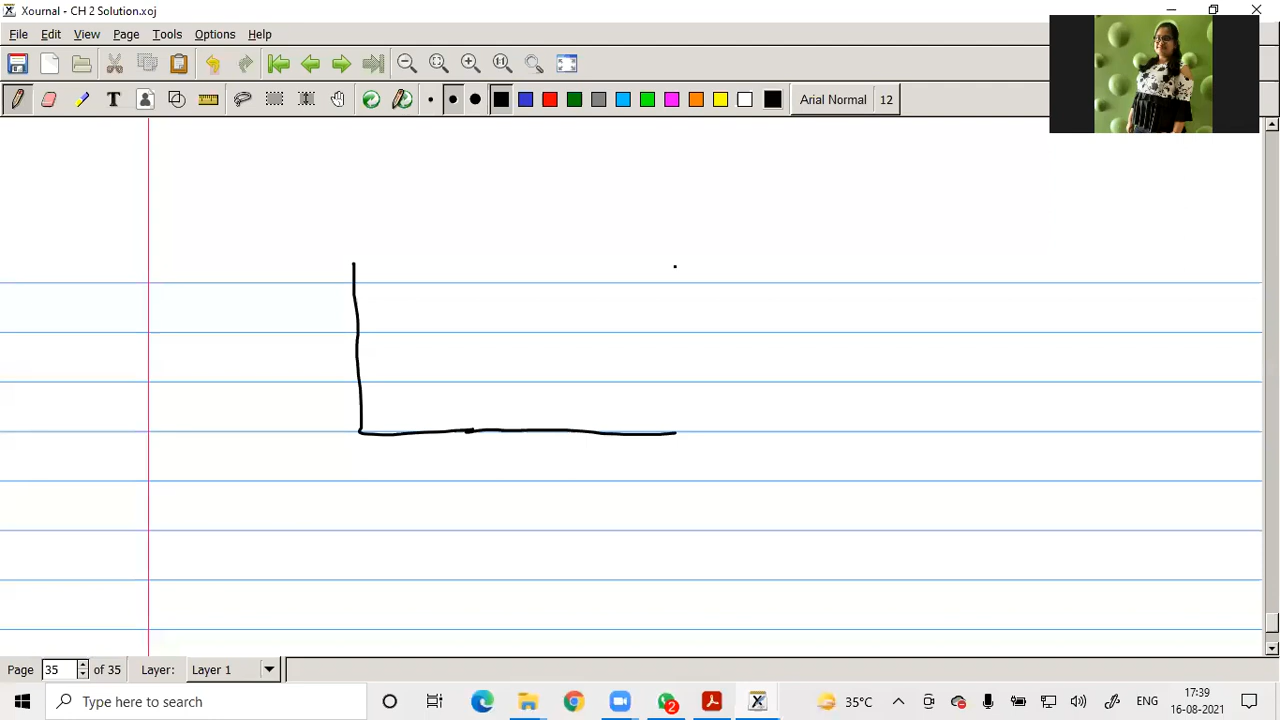 Xournal - CH 2 Solution.xoj
File Edit View Page Tools Options Help
T Arial Normal 12
Page 35 of 35 Layer: Layer 1
Type here to search 2 35°C ENG 17:39
16-08-2021